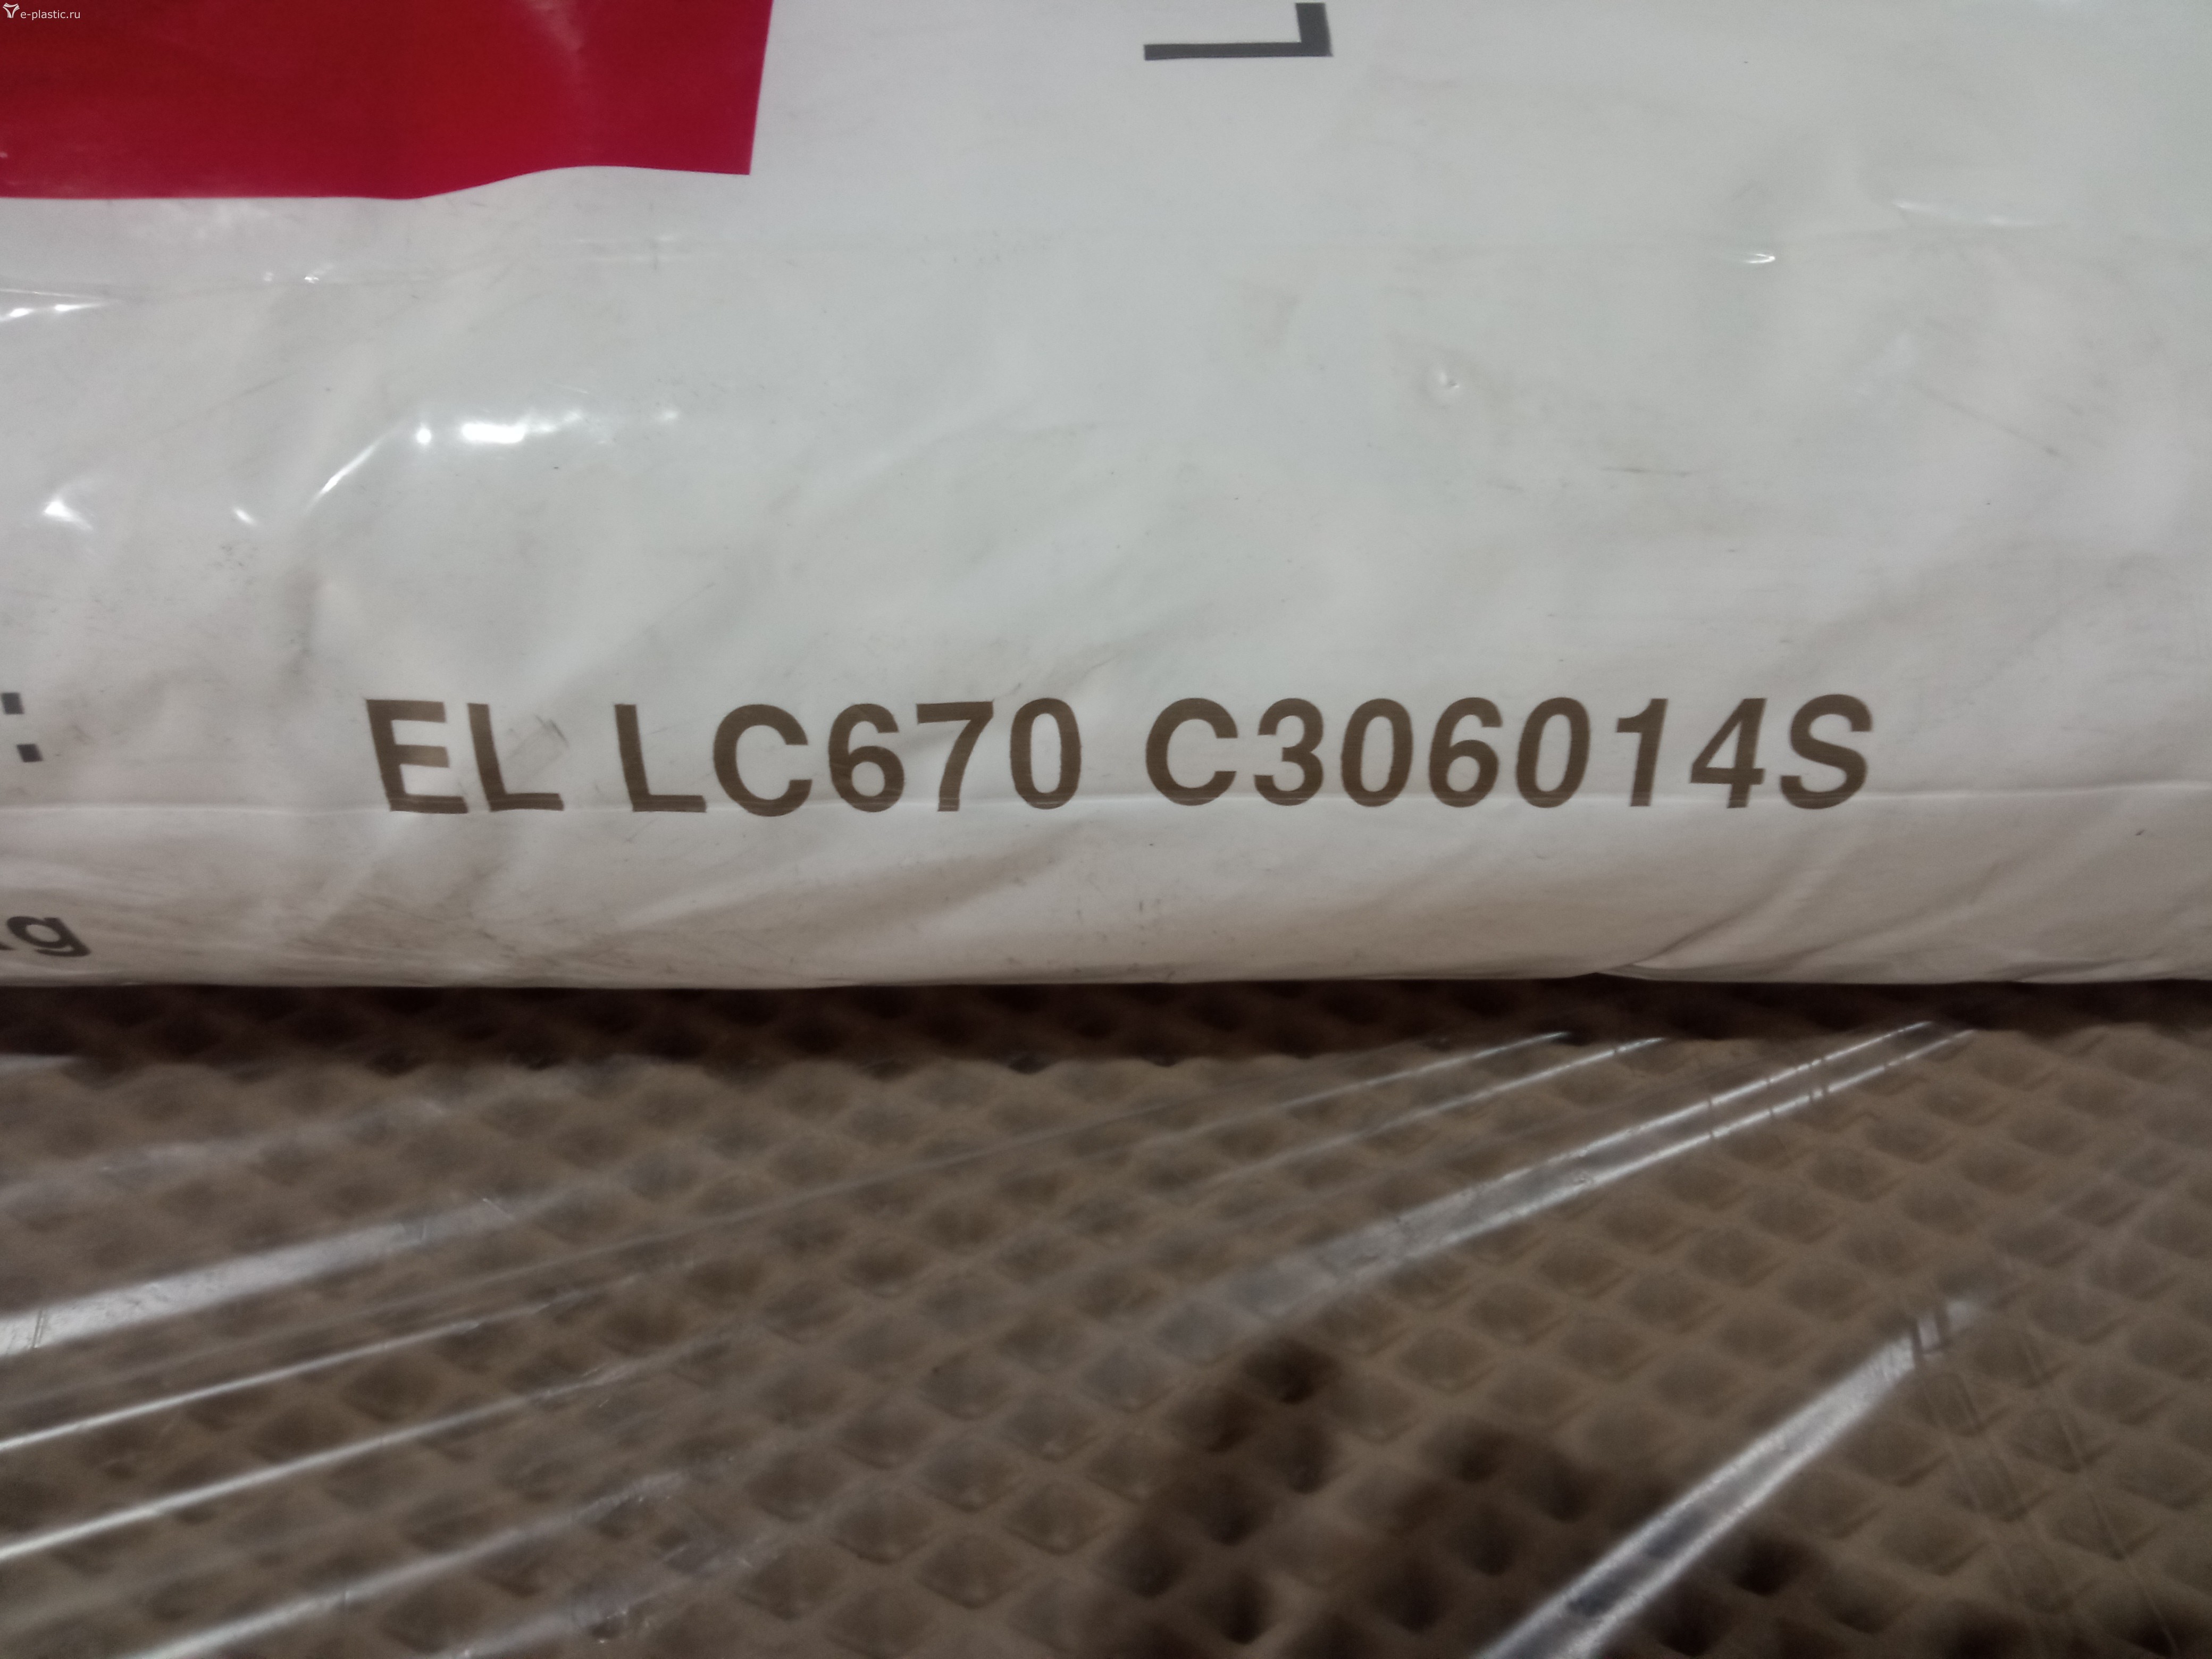 e-plastic.ru
L
: EL LC670 C306014S
g